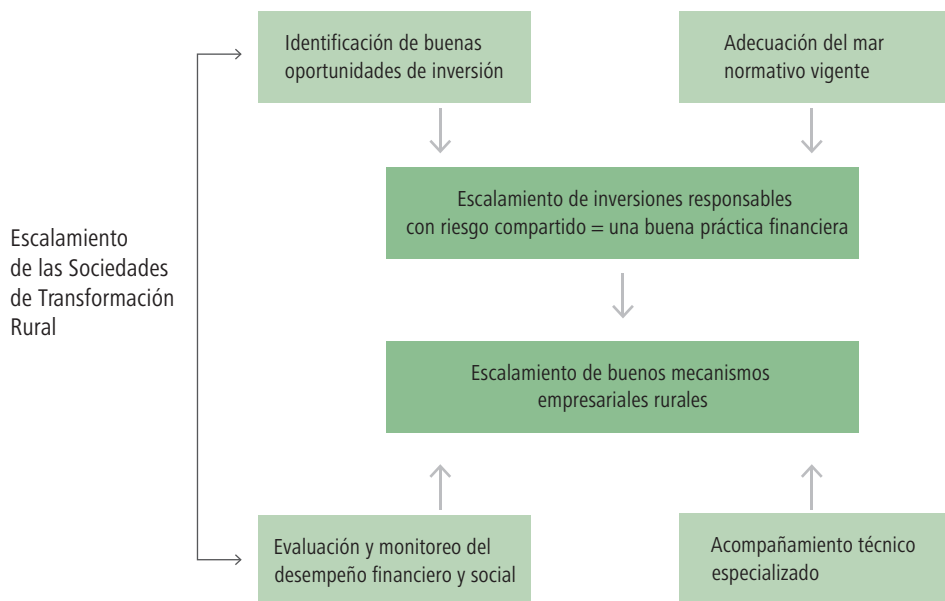 Identificación de buenas
oportunidades de inversión
Adecuación del mar
normativo vigente
Escalamiento de inversiones responsables
con riesgo compartido = una buena práctica financiera
Escalamiento
de las Sociedades
de Transformación
Rural
Escalamiento de buenos mecanismos
empresariales rurales
Evaluación y monitoreo del
desempeño financiero y social
Acompañamiento técnico
especializado